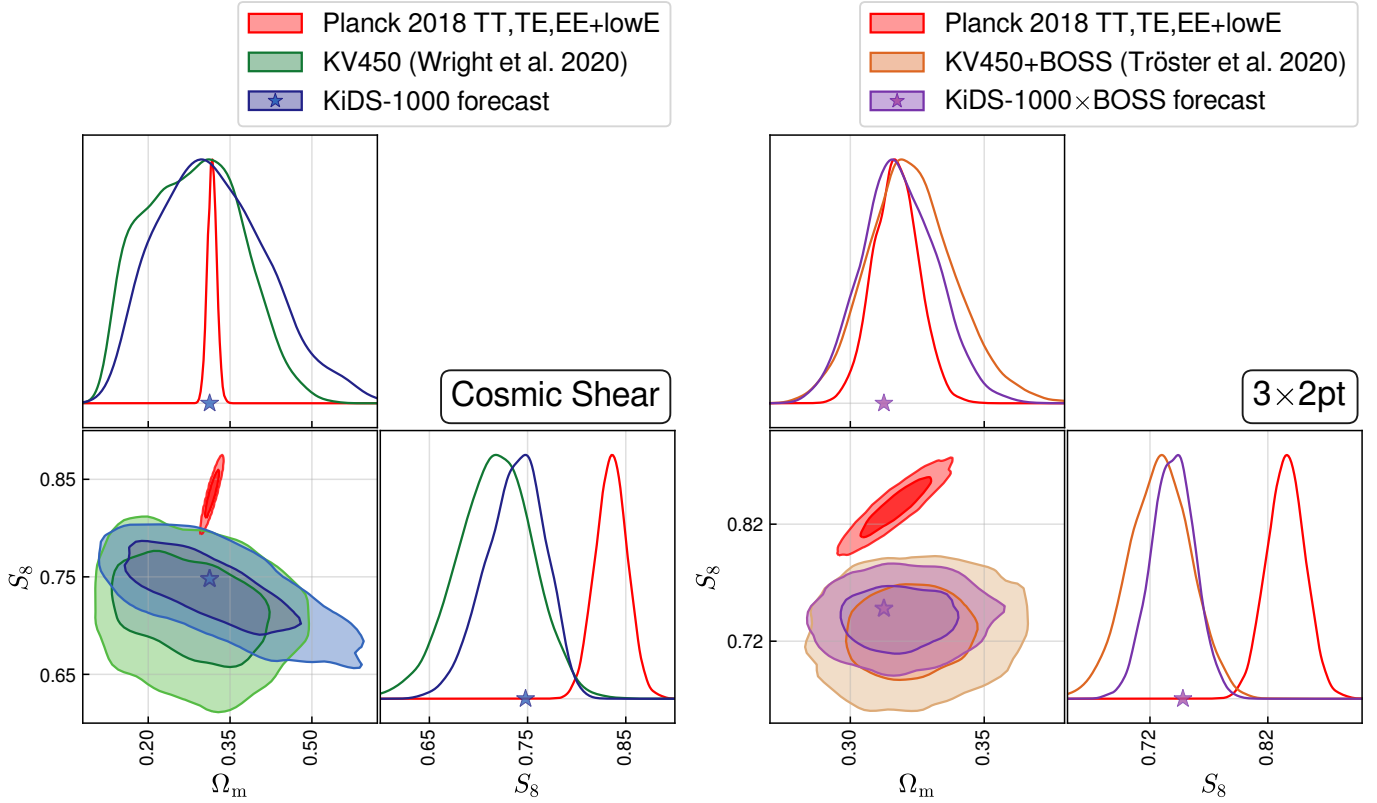 Planck 2018 TT,TE,EE+lowE
KV450 (Wright et al. 2020)
KiDS-1000 forecast
Cosmic Shear
S8
0.85
0.75
0.65
0.20
0.35
0.50
Ωm
0.65
0.75
0.85
S8
Planck 2018 TT,TE,EE+lowE
KV450+BOSS (Tröster et al. 2020)
KiDS-1000×BOSS forecast
3×2pt
S8
0.82
0.72
0.30
0.35
Ωm
0.72
0.82
S8